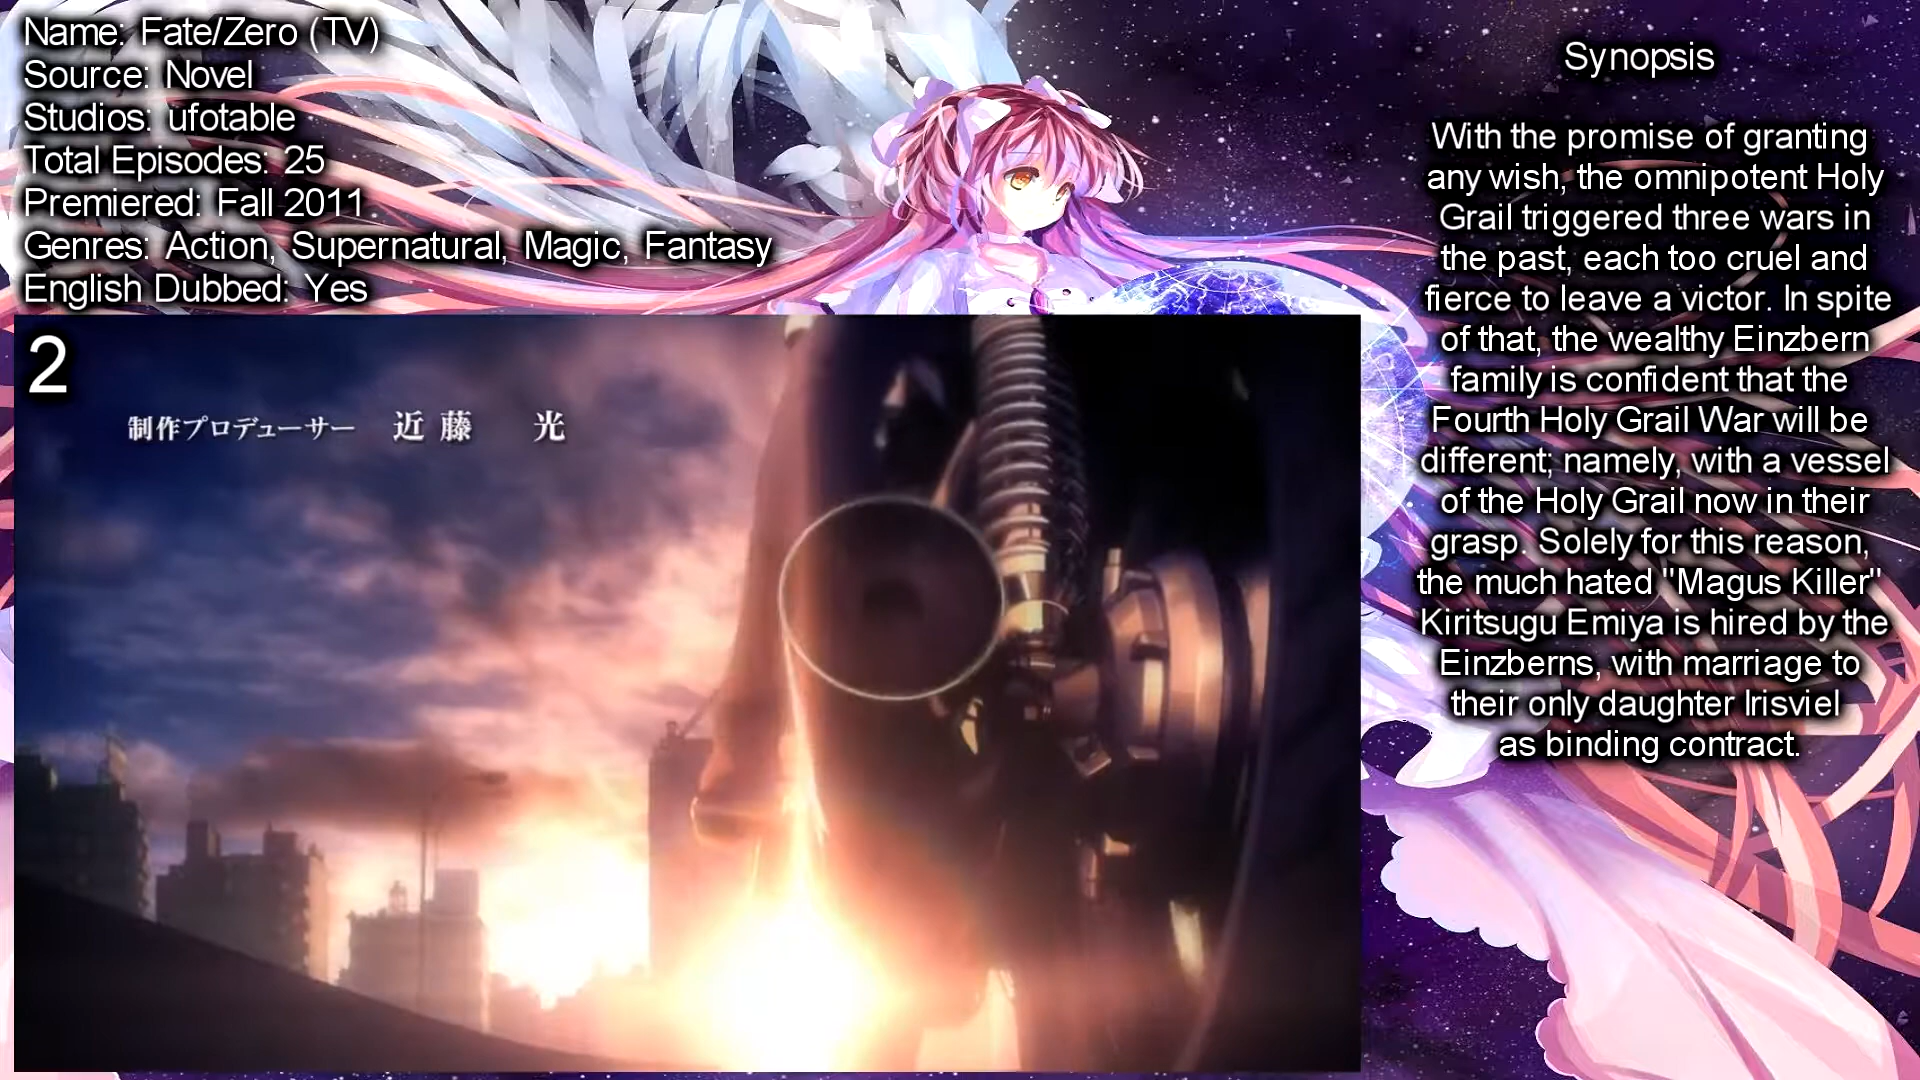 Name: Fate/Zero (TV)
Source: Novel
Studios: ufotable
Total Episodes: 25
Premiered: Fall 2011
Genres: Action, Supernatural, Magic, Fantasy
English Dubbed: Yes
2
制作プロデューサー 近藤 光
Synopsis
With the promise of granting
any wish, the omnipotent Holy
Grail triggered three wars in
the past, each too cruel and
fierce to leave a victor. In spite
of that, the wealthy Einzbern
family is confident that the
Fourth Holy Grail War will be
different; namely, with a vessel
of the Holy Grail now in their
grasp. Solely for this reason,
the much hated "Magus Killer"
Kiritsugu Emiya is hired by the
Einzberns, with marriage to
their only daughter Irisviel
as binding contract.